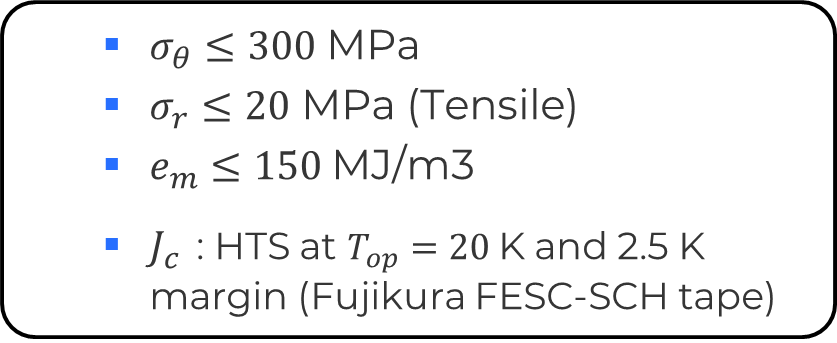 ▪ σ_θ ≤ 300 MPa
▪ σ_r ≤ 20 MPa (Tensile)
▪ e_m ≤ 150 MJ/m3
▪ J_c : HTS at T_op = 20 K and 2.5 K
margin (Fujikura FESC-SCH tape)